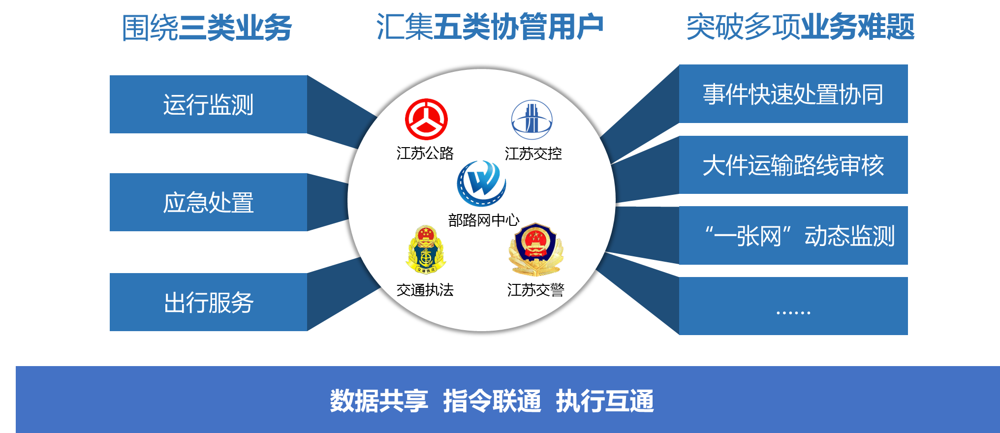 围绕三类业务
汇集五类协管用户
突破多项业务难题
运行监测
应急处置
出行服务
江苏公路
江苏交控
部路网中心
交通执法
交通执法
江苏交警
事件快速处置协同
大件运输路线审核
“一张网”动态监测
……
数据共享 指令联通 执行互通